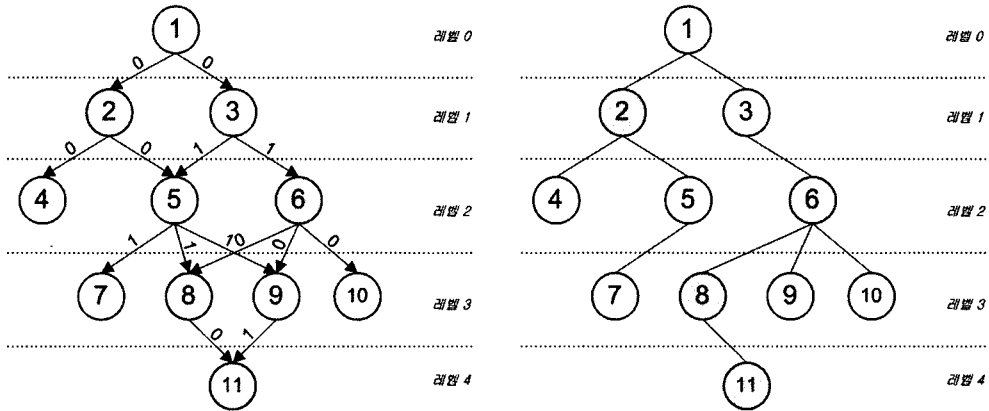 1 레벨 0 1 레벨 0
0 0
2 3 레벨 1 2 3 레벨 1
0 0 1 1
4 5 6 레벨 2 4 5 6 레벨 2
1 1 10 0 0
7 8 9 10 레벨 3 7 8 9 10 레벨 3
0 1
11 레벨 4 11 레벨 4